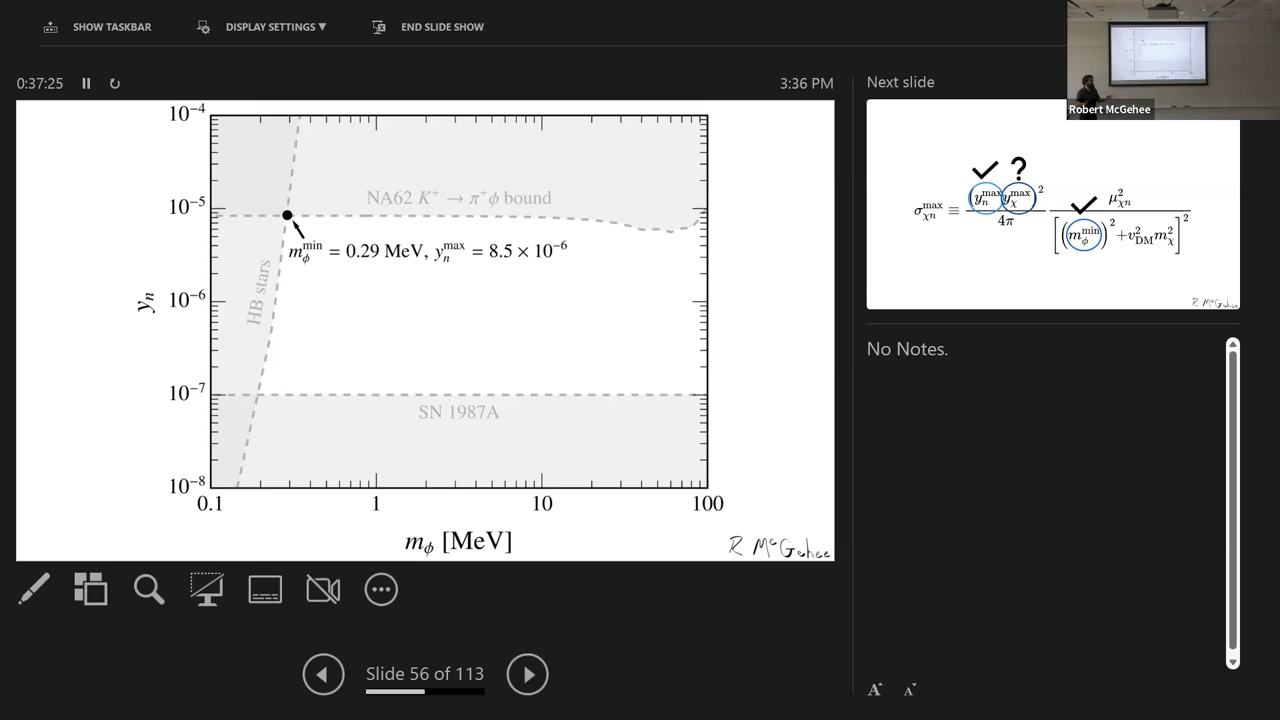 SHOW TASKBAR DISPLAY SETTINGS ▼ END SLIDE SHOW
0:37:25 3:36 PM
10⁻⁴
NA62 K⁺ → π⁺ϕ bound
10⁻⁵
m_ϕ^min = 0.29 MeV, y_n^max = 8.5 × 10⁻⁶
HB stars
y_n
10⁻⁶
10⁻⁷
SN 1987A
10⁻⁸
0.1 1 10 100
m_ϕ [MeV]
R McGehee
Slide 56 of 113
Next slide
Robert McGehee
✓ ?
σ_χn^max ≡ (y_n^max y_χ^max)² / 4π μ_χn² / [(m_ϕ^min)² + v_DM² m_χ²]²
✓
R McGehee
No Notes.
A A